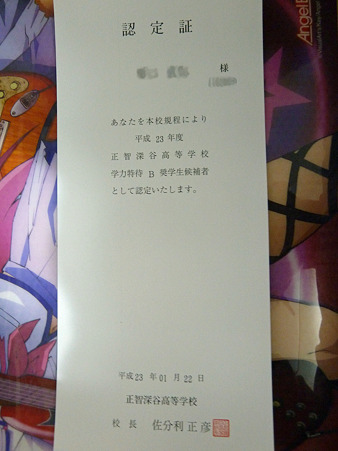 認定証
様
あなたを本校規程により
平成 23 年度
正智深谷高等学校
学力特待 B 奨学生候補者
として認定いたします。
平成23 年 01 月 22 日
正智深谷高等学校
校 長 佐分利 正彦
Angel B